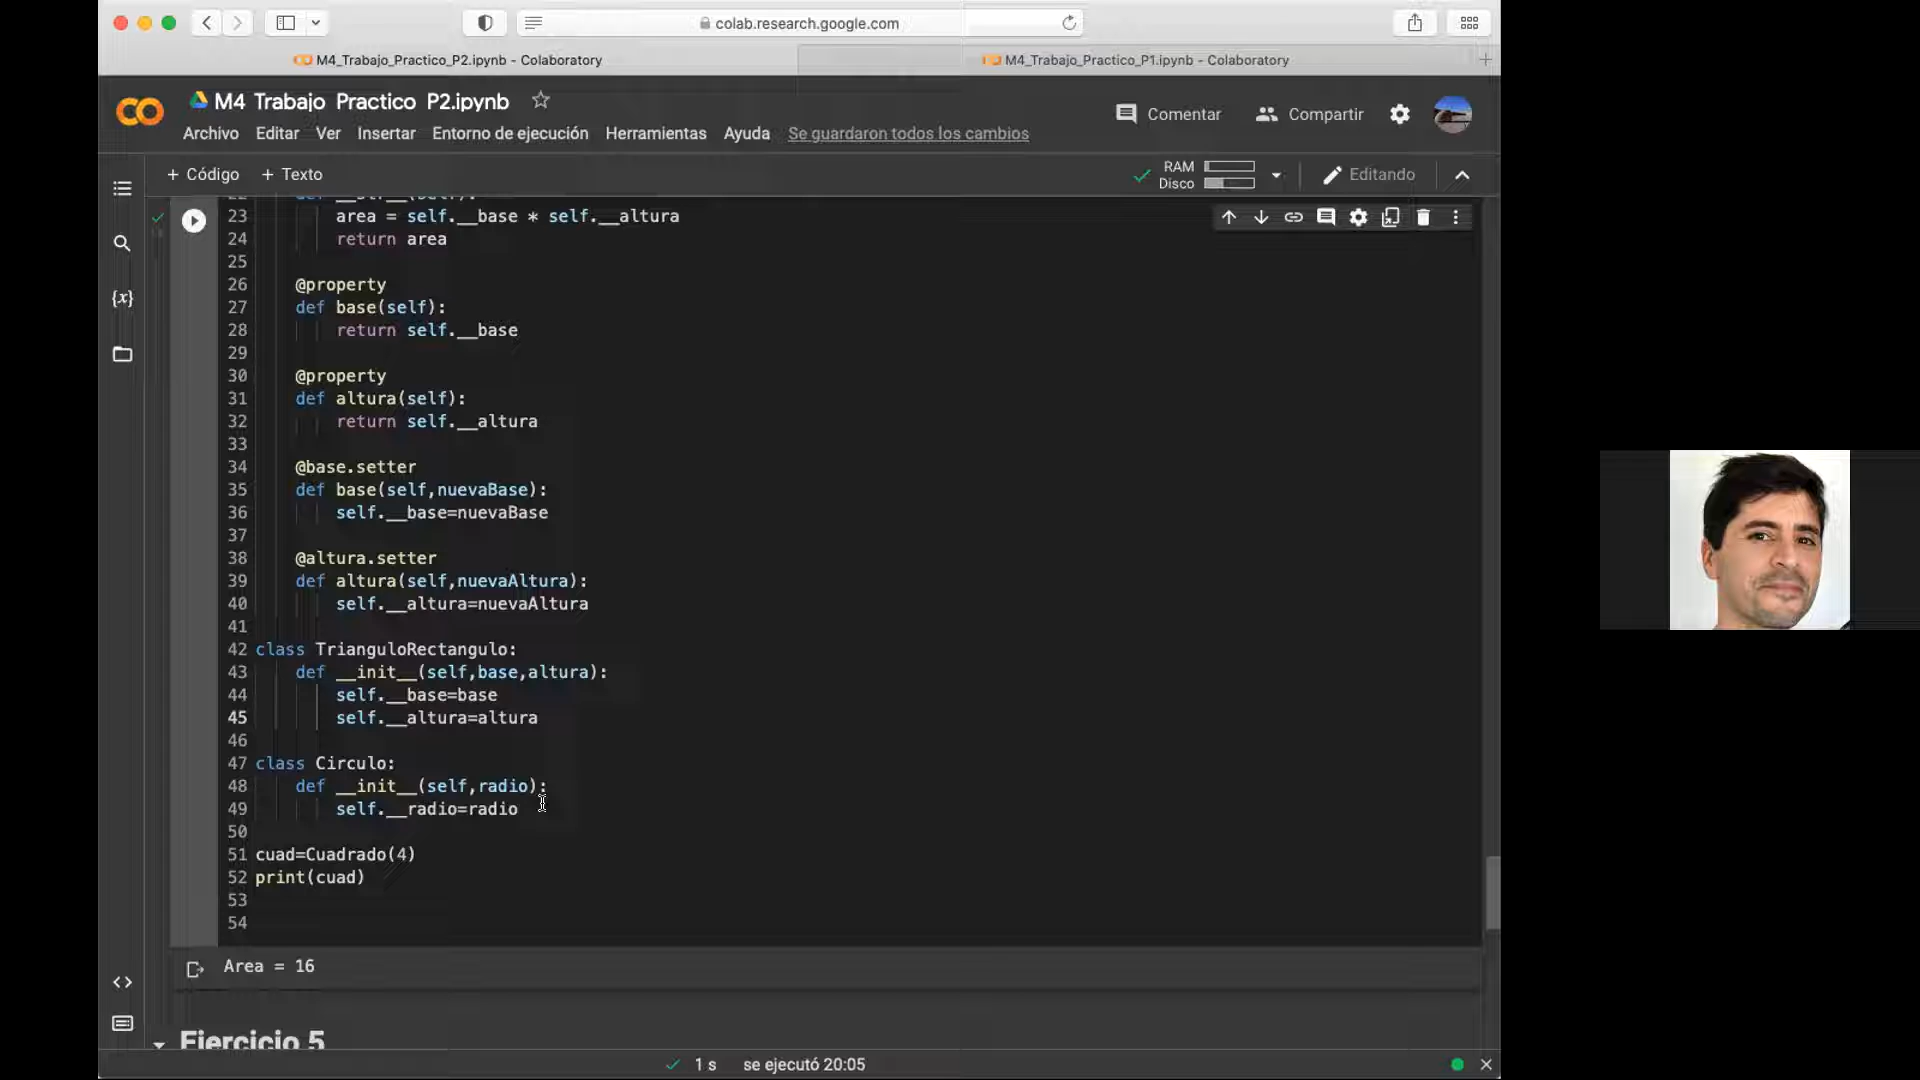 colab.research.google.com
M4_Trabajo_Practico_P2.ipynb - Colaboratory
M4_Trabajo_Practico_P1.ipynb - Colaboratory
M4 Trabajo Practico P2.ipynb
Comentar
Compartir
Archivo Editar Ver Insertar Entorno de ejecución Herramientas Ayuda Se guardaron todos los cambios
+ Código + Texto
RAM
Disco
Editando
22 def __str__(self):
23 area = self.__base * self.__altura
24 return area
25
26 @property
27 def base(self):
28 return self.__base
29
30 @property
31 def altura(self):
32 return self.__altura
33
34 @base.setter
35 def base(self,nuevaBase):
36 self.__base=nuevaBase
37
38 @altura.setter
39 def altura(self,nuevaAltura):
40 self.__altura=nuevaAltura
41
42 class TrianguloRectangulo:
43 def __init__(self,base,altura):
44 self.__base=base
45 self.__altura=altura
46
47 class Circulo:
48 def __init__(self,radio):
49 self.__radio=radio
50
51 cuad=Cuadrado(4)
52 print(cuad)
53
54
Area = 16
Ejercicio 5
1 s se ejecutó 20:05